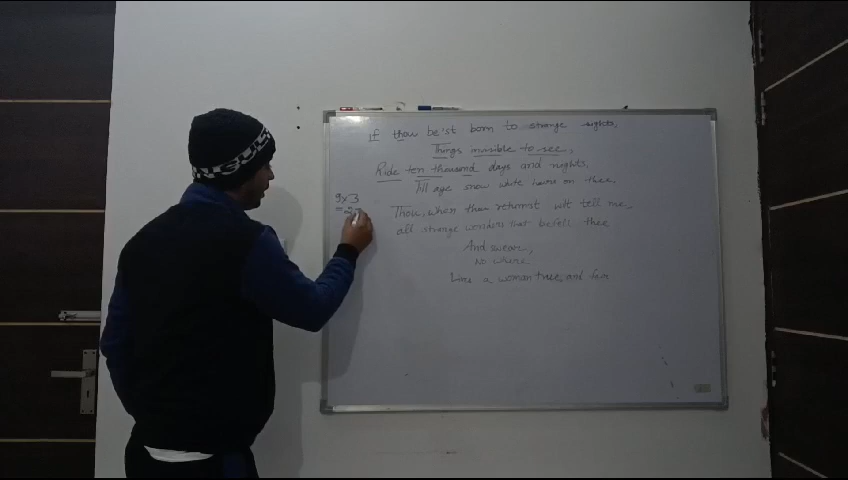 If thou be'st born to strange sights,
Things invisible to see,
Ride ten thousand days and nights,
Till age snow white hairs on thee.
9x3
=27
Thou, when thou return'st wilt tell me,
all strange wonders that befell thee
And swear,
No where
Lives a woman true, and fair